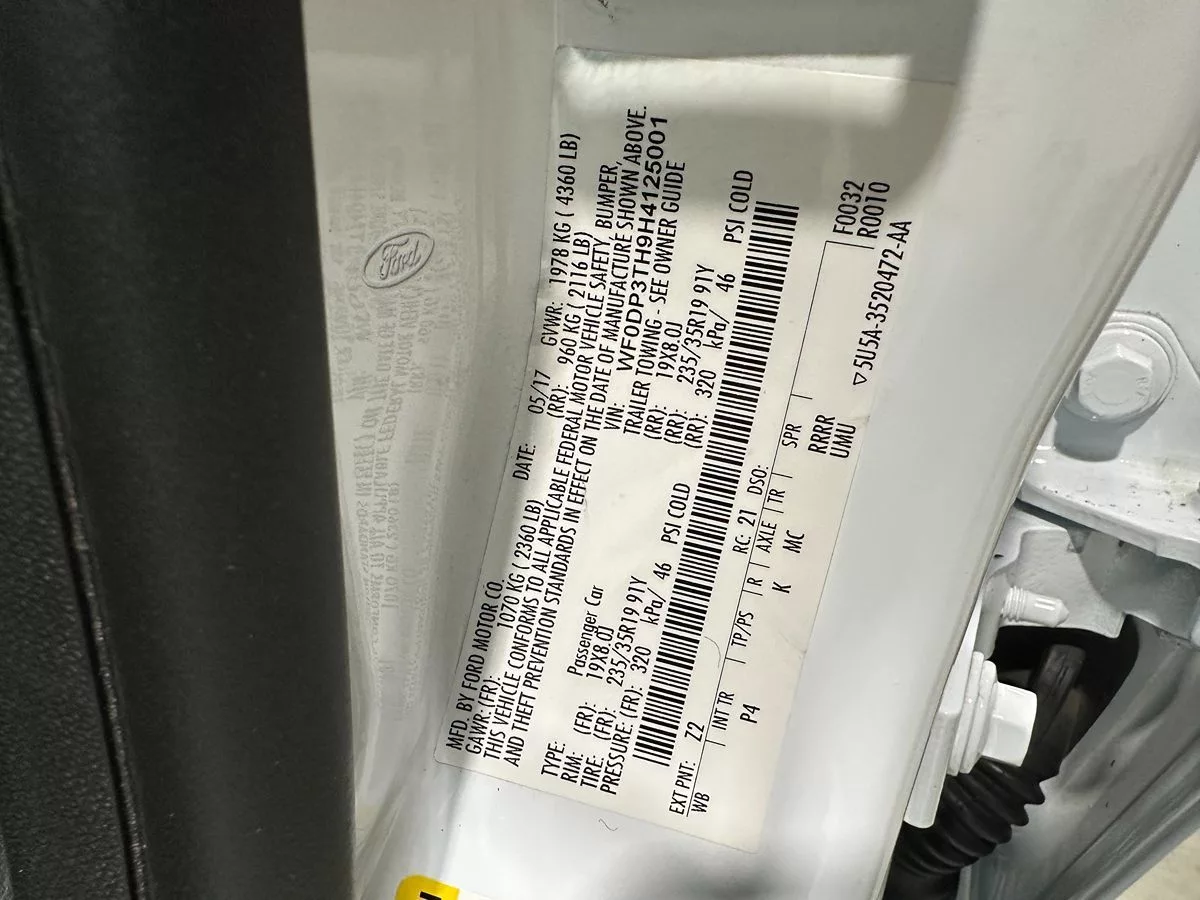 Ford
MFD. BY FORD MOTOR CO.
DATE: 05/17 GVWR: 1978 KG ( 4360 LB)
GAWR: (FR): 1070 KG ( 2360 LB) (RR): 960 KG ( 2116 LB)
THIS VEHICLE CONFORMS TO ALL APPLICABLE FEDERAL MOTOR VEHICLE SAFETY, BUMPER,
AND THEFT PREVENTION STANDARDS IN EFFECT ON THE DATE OF MANUFACTURE SHOWN ABOVE.
VIN: WF0DP3TH9H4125001
TYPE: Passenger Car TRAILER TOWING - SEE OWNER GUIDE
RIM: (FR): 19X8.0J (RR): 19X8.0J
TIRE: (FR): 235/35R19 91Y (RR): 235/35R19 91Y
PRESSURE: (FR): 320 kPa/ 46 PSI COLD (RR): 320 kPa/ 46 PSI COLD
EXT PNT: Z2 RC: 21 DSO: F0032
WB INT TR TP/PS R AXLE TR SPR R0010
P4 K MC RRRR
UMU ▽5U5A-3520472-AA